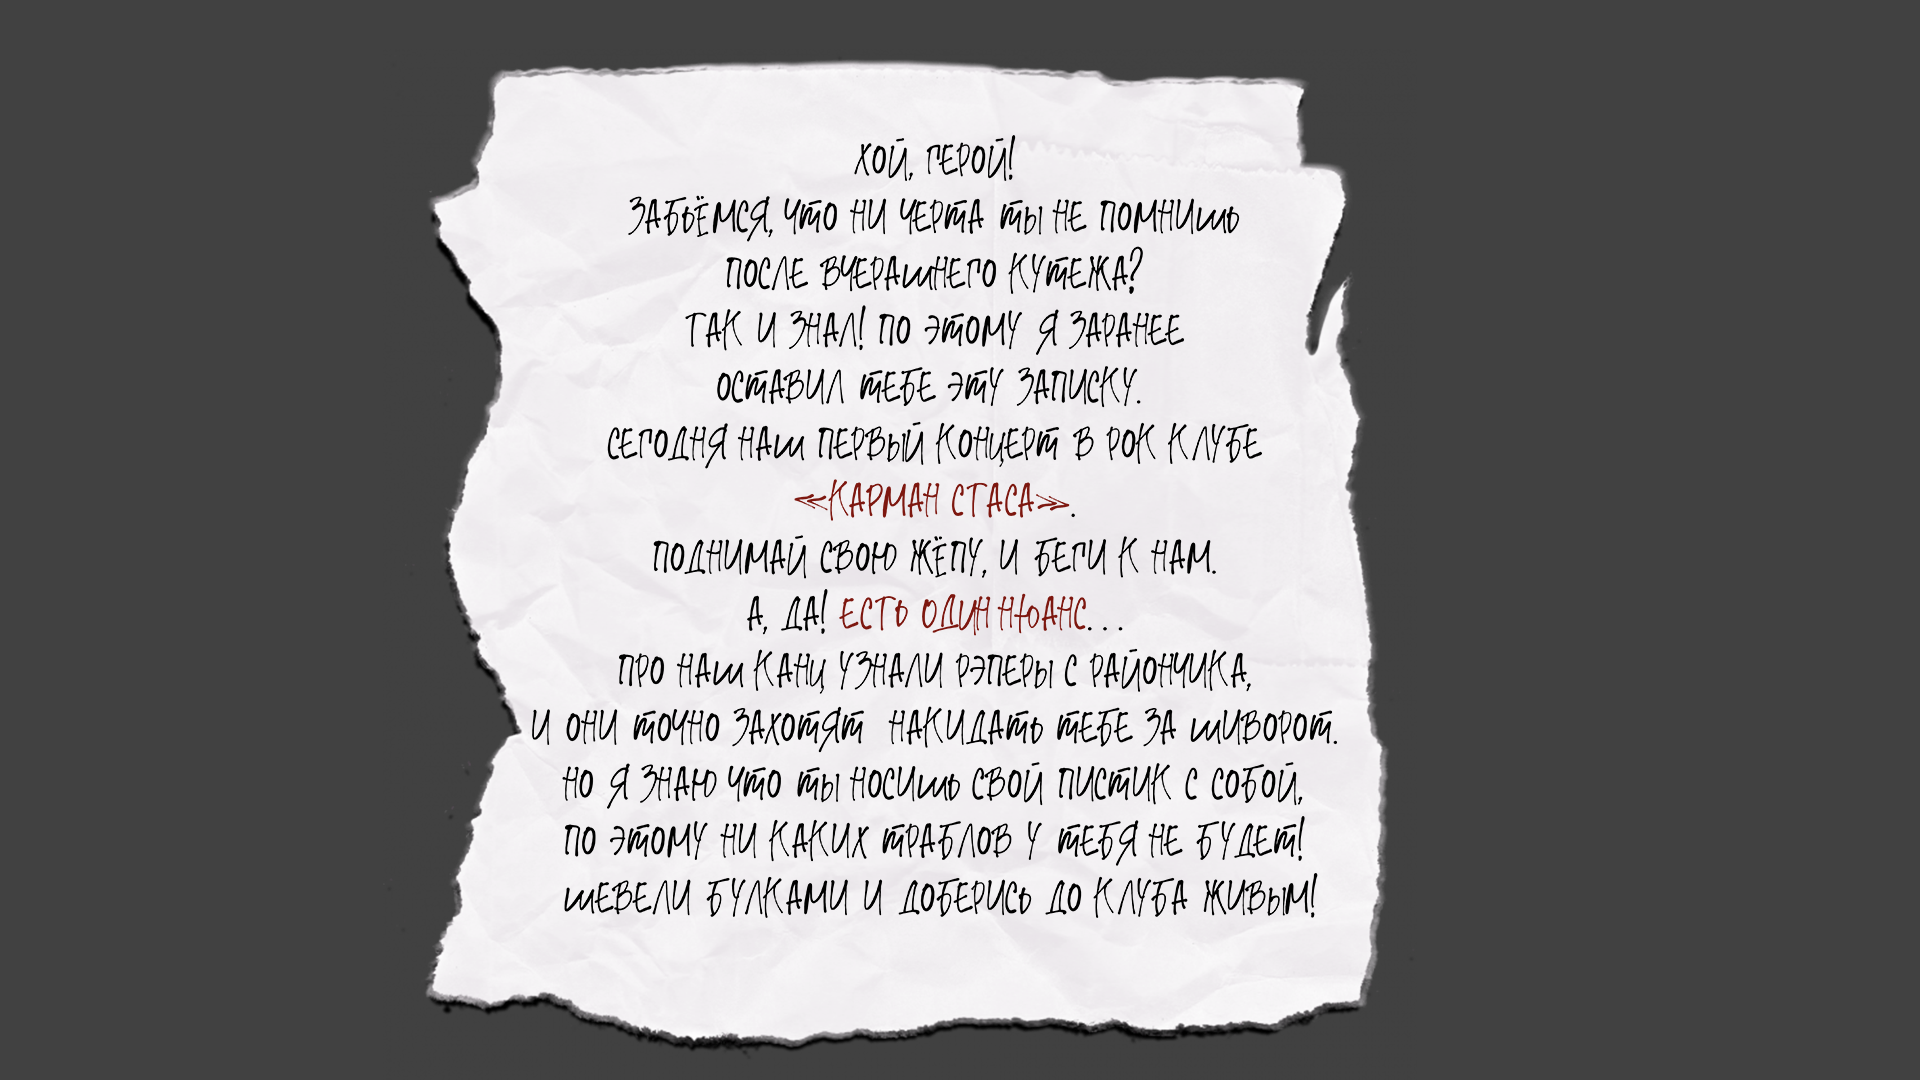 ХОЙ, ГЕРОЙ!
ЗАБЬЁМСЯ, ЧТО НИ ЧЕРТА ТЫ НЕ ПОМНИШЬ
ПОСЛЕ ВЧЕРАШНЕГО КУТЕЖА?
ТАК И ЗНАЛ! ПО ЭТОМУ Я ЗАРАНЕЕ
ОСТАВИЛ ТЕБЕ ЭТУ ЗАПИСКУ.
СЕГОДНЯ НАШ ПЕРВЫЙ КОНЦЕРТ В РОК КЛУБЕ
«КАРМАН СТАСА».
ПОДНИМАЙ СВОЮ ЖЁПУ, И БЕГИ К НАМ.
А, ДА! ЕСТЬ ОДИН НЮАНС...
ПРО НАШ КАНЦ УЗНАЛИ РЭПЕРЫ С РАЙОНЧИКА,
И ОНИ ТОЧНО ЗАХОТЯТ НАКИДАТЬ ТЕБЕ ЗА ШИВОРОТ.
НО Я ЗНАЮ ЧТО ТЫ НОСИШЬ СВОЙ ПИСТИК С СОБОЙ,
ПО ЭТОМУ НИ КАКИХ ТРАБЛОВ У ТЕБЯ НЕ БУДЕТ!
ШЕВЕЛИ БУЛКАМИ И ДОБЕРИСЬ ДО КЛУБА ЖИВЫМ!